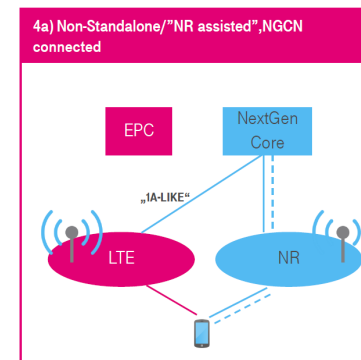 4a) Non-Standalone/”NR assisted”,NGCN
connected
EPC
NextGen
Core
„1A-LIKE“
LTE
NR